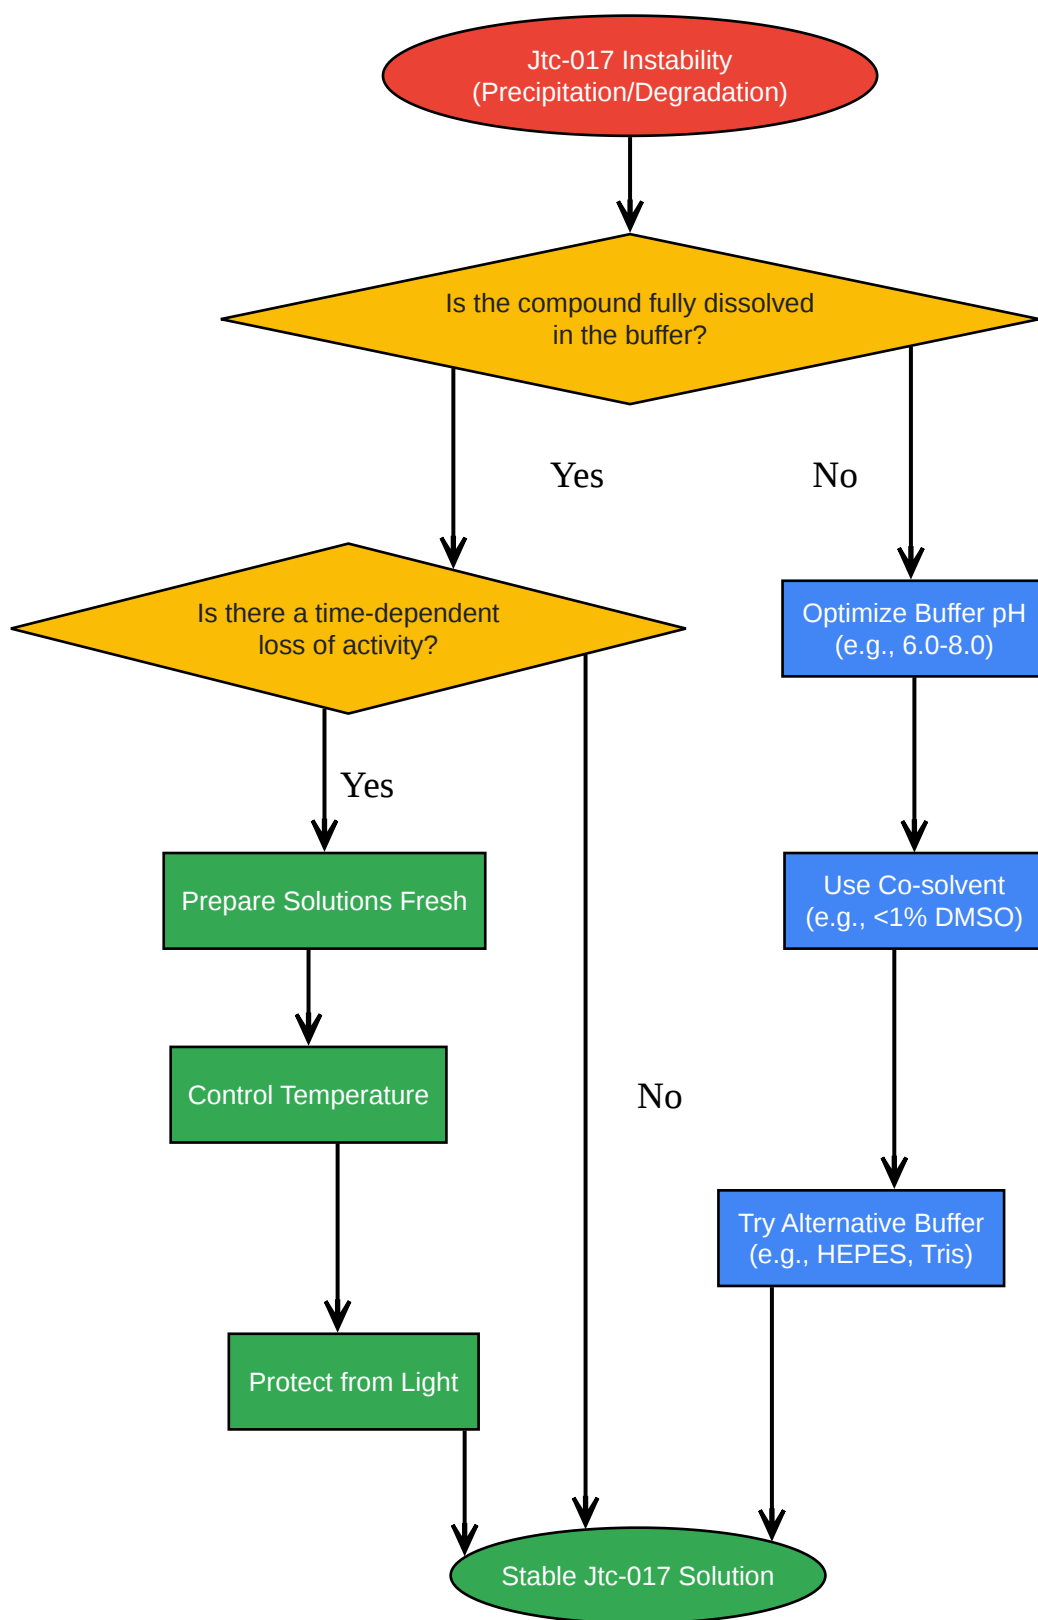 Jtc-017 Instability
(Precipitation/Degradation)
Is the compound fully dissolved
in the buffer?
Yes
No
Is there a time-dependent
loss of activity?
Optimize Buffer pH
(e.g., 6.0-8.0)
Yes
Prepare Solutions Fresh
Use Co-solvent
(e.g., <1% DMSO)
Control Temperature
No
Try Alternative Buffer
(e.g., HEPES, Tris)
Protect from Light
Stable Jtc-017 Solution